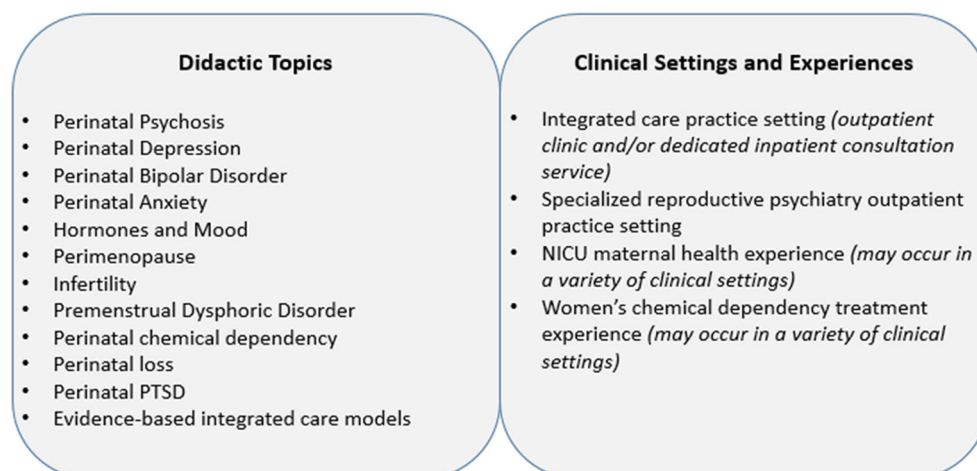 Didactic Topics
• Perinatal Psychosis
• Perinatal Depression
• Perinatal Bipolar Disorder
• Perinatal Anxiety
• Hormones and Mood
• Perimenopause
• Infertility
• Premenstrual Dysphoric Disorder
• Perinatal chemical dependency
• Perinatal loss
• Perinatal PTSD
• Evidence-based integrated care models
Clinical Settings and Experiences
• Integrated care practice setting (outpatient
clinic and/or dedicated inpatient consultation
service)
• Specialized reproductive psychiatry outpatient
practice setting
• NICU maternal health experience (may occur in
a variety of clinical settings)
• Women’s chemical dependency treatment
experience (may occur in a variety of clinical
settings)